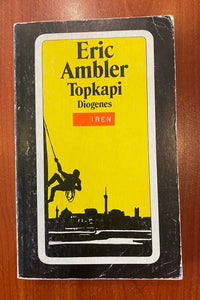 Eric
Ambler
Topkapi
Diogenes
IREN